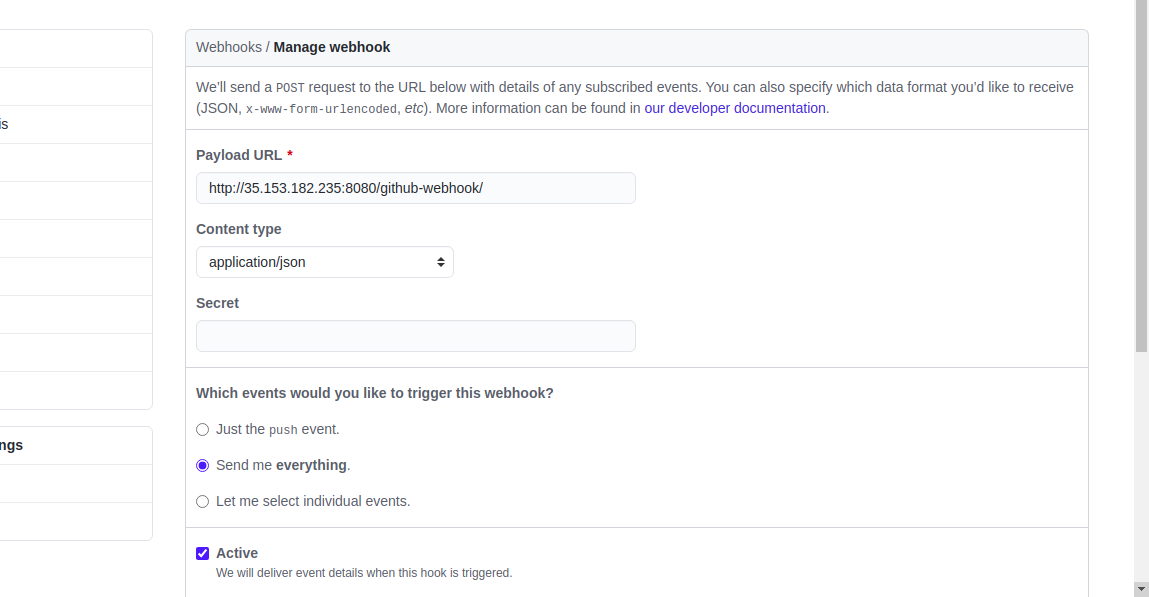 is
ngs
Webhooks / Manage webhook
We'll send a POST request to the URL below with details of any subscribed events. You can also specify which data format you'd like to receive
(JSON, x-www-form-urlencoded, etc). More information can be found in our developer documentation.
Payload URL *
http://35.153.182.235:8080/github-webhook/
Content type
application/json
Secret
Which events would you like to trigger this webhook?
Just the push event.
Send me everything.
Let me select individual events.
Active
We will deliver event details when this hook is triggered.